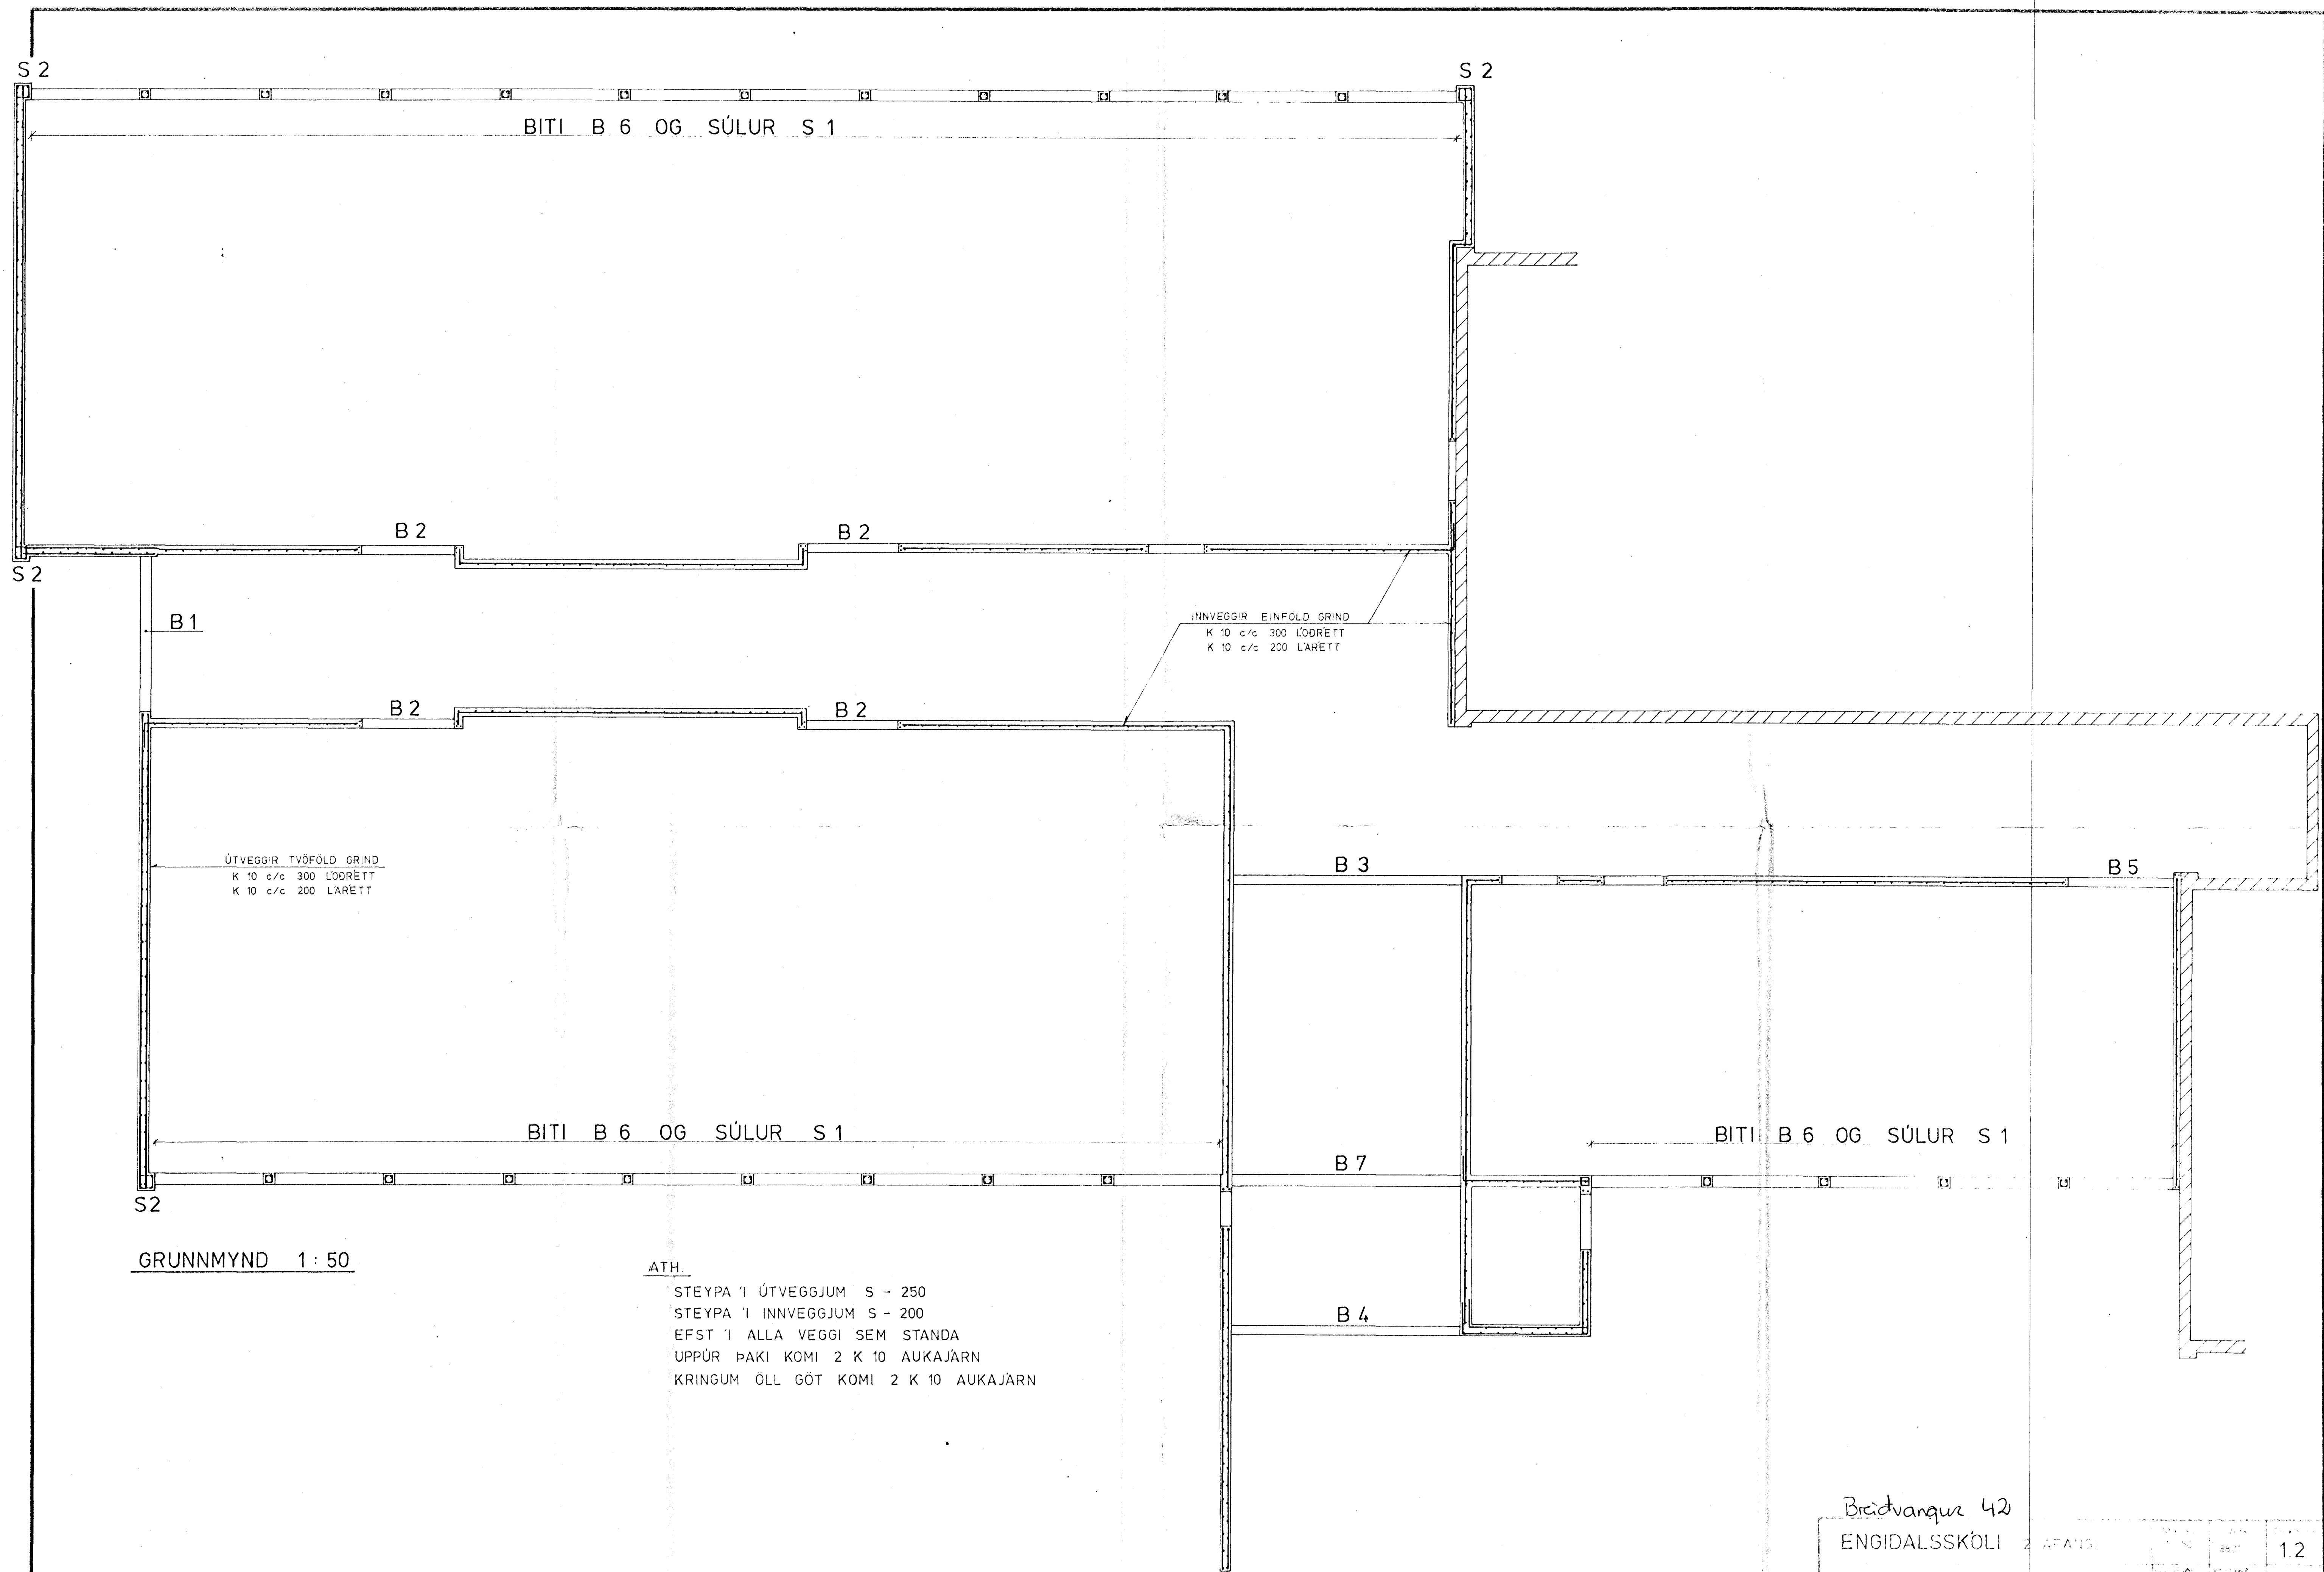 S 2
S 2
BITI B 6 OG SÚLUR S 1
B 2
B 2
S 2
B 1
INNVEGGIR EINFÖLD GRIND
K 10 c/c 300 LÓÐRÉTT
K 10 c/c 200 LÁRÉTT
B 2
B 2
ÚTVEGGIR TVÖFÖLD GRIND
K 10 c/c 300 LÓÐRÉTT
K 10 c/c 200 LÁRÉTT
B 3
B 5
BITI B 6 OG SÚLUR S 1
BITI B 6 OG SÚLUR S 1
B 7
S 2
GRUNNMYND 1 : 50
B 4
ATH.
STEYPA Í ÚTVEGGJUM S - 250
STEYPA Í INNVEGGJUM S - 200
EFST Í ALLA VEGGI SEM STANDA
UPPÚR ÞAKI KOMI 2 K 10 AUKAJÁRN
KRINGUM ÖLL GÖT KOMI 2 K 10 AUKAJÁRN
Breiðvangur 42
ENGIDALSSKÓLI 2 ÁFANGI
1.2